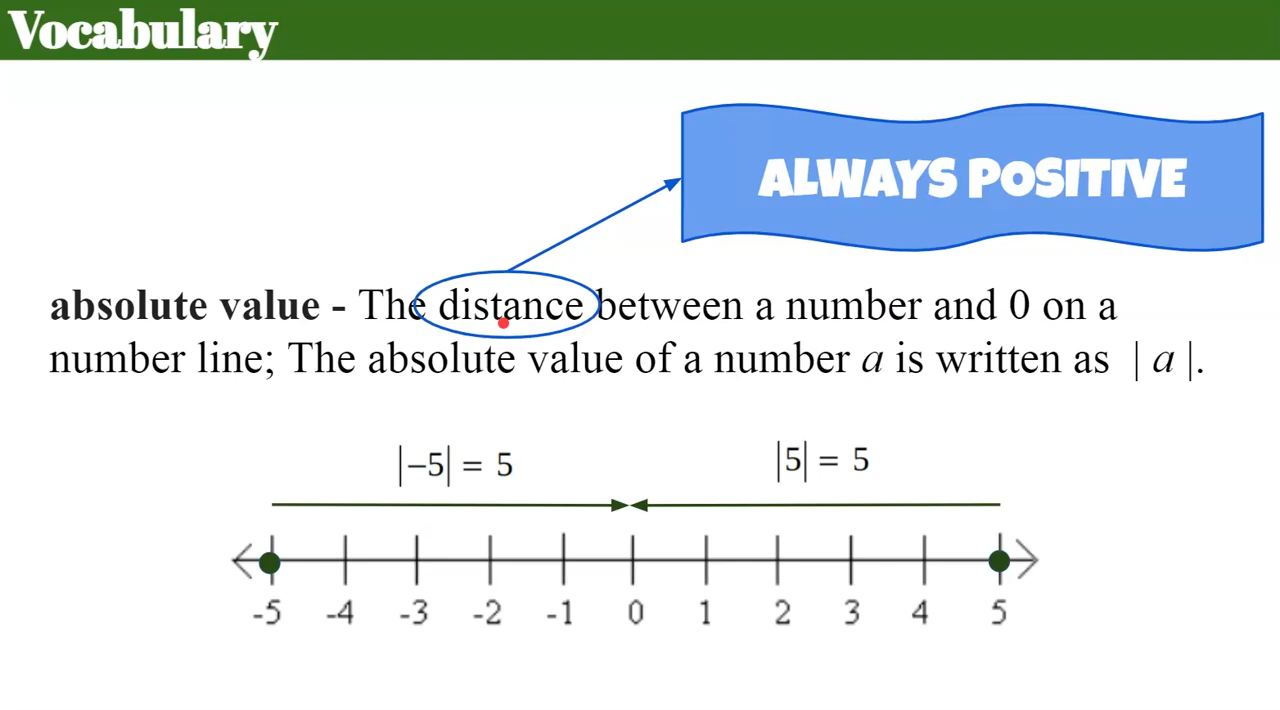 Vocabulary
ALWAYS POSITIVE
absolute value - The distance between a number and 0 on a
number line; The absolute value of a number a is written as | a |.
|−5| = 5 |5| = 5
-5 -4 -3 -2 -1 0 1 2 3 4 5